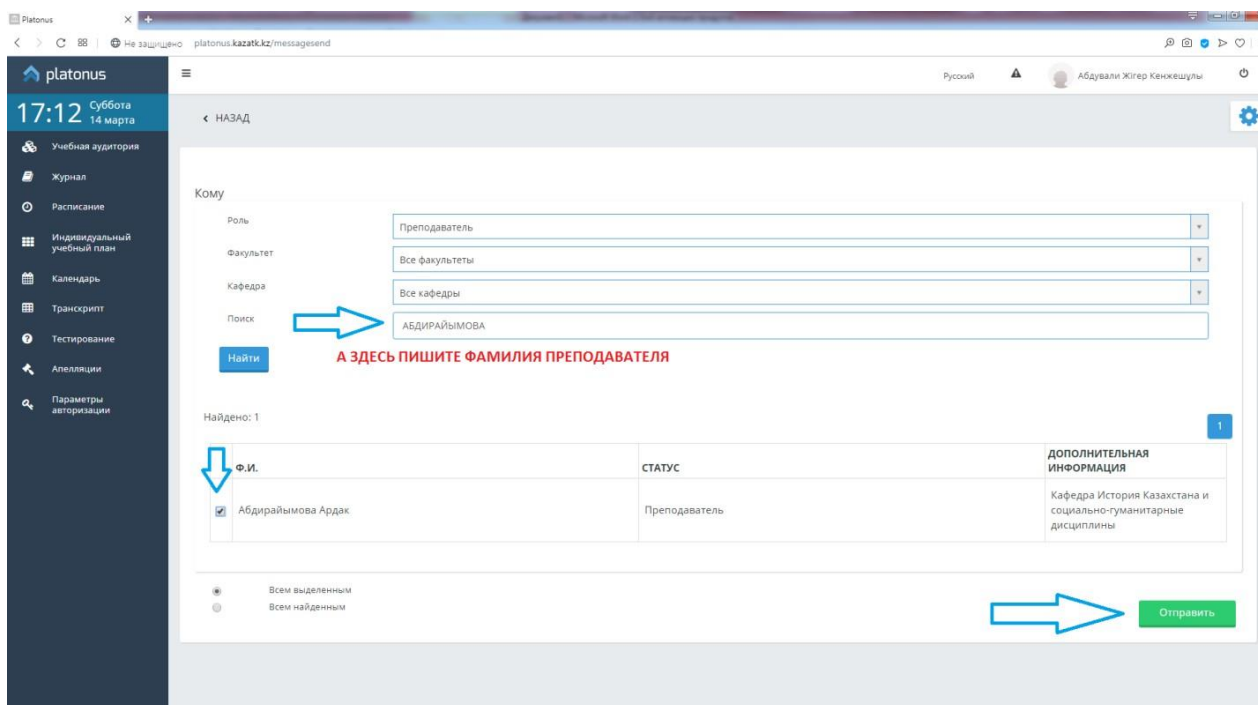 Platonus
Не защищено platonus.kazatk.kz/messagesend
platonus
Русский
Абдували Жігер Кенжешулы
17:12 Суббота
14 марта
НАЗАД
Учебная аудитория
Журнал
Расписание
Индивидуальный
учебный план
Календарь
Транскрипт
Тестирование
Апелляции
Параметры
авторизации
Кому
Роль
Преподаватель
Факультет
Все факультеты
Кафедра
Все кафедры
Поиск
АБДИРАЙЫМОВА
Найти
А ЗДЕСЬ ПИШИТЕ ФАМИЛИЯ ПРЕПОДАВАТЕЛЯ
Найдено: 1
1
Ф.И.
СТАТУС
ДОПОЛНИТЕЛЬНАЯ
ИНФОРМАЦИЯ
Абдирайымова Ардак
Преподаватель
Кафедра История Казахстана и
социально-гуманитарные
дисциплины
Всем выделенным
Всем найденным
Отправить